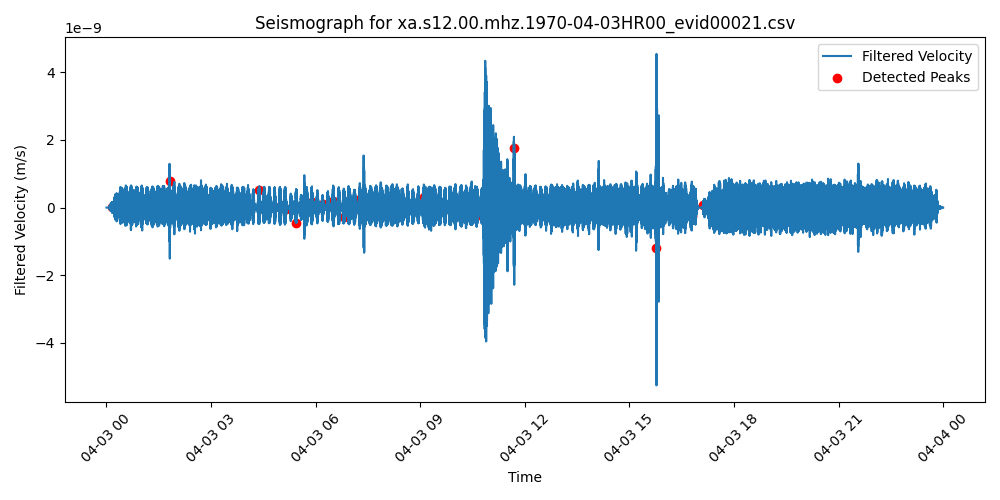 Seismograph for xa.s12.00.mhz.1970-04-03HR00_evid00021.csv
1e−9
Filtered Velocity
Detected Peaks
4
2
0
−2
−4
Filtered Velocity (m/s)
04-03 00
04-03 03
04-03 06
04-03 09
04-03 12
04-03 15
04-03 18
04-03 21
04-04 00
Time